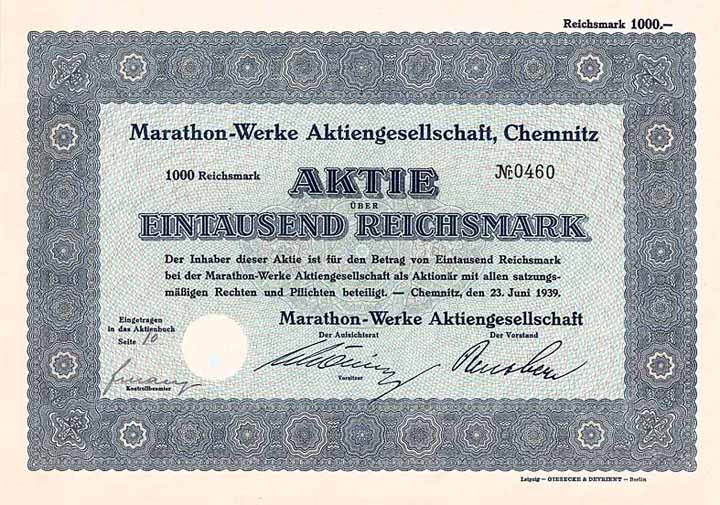 Reichsmark 1000,—
Marathon-Werke Aktiengesellschaft, Chemnitz
1000 Reichsmark AKTIE № 0460
ÜBER
EINTAUSEND REICHSMARK
Der Inhaber dieser Aktie ist für den Betrag von Eintausend Reichsmark
bei der Marathon-Werke Aktiengesellschaft als Aktionär mit allen satzungs-
mäßigen Rechten und Pflichten beteiligt. — Chemnitz, den 23. Juni 1939.
Eingetragen
in das Aktienbuch
Seite 10
Kontrollbeamter
Marathon-Werke Aktiengesellschaft
Der Aufsichtsrat Der Vorstand
Vorsitzer
Leipzig — GIESECKE & DEVRIENT — Berlin